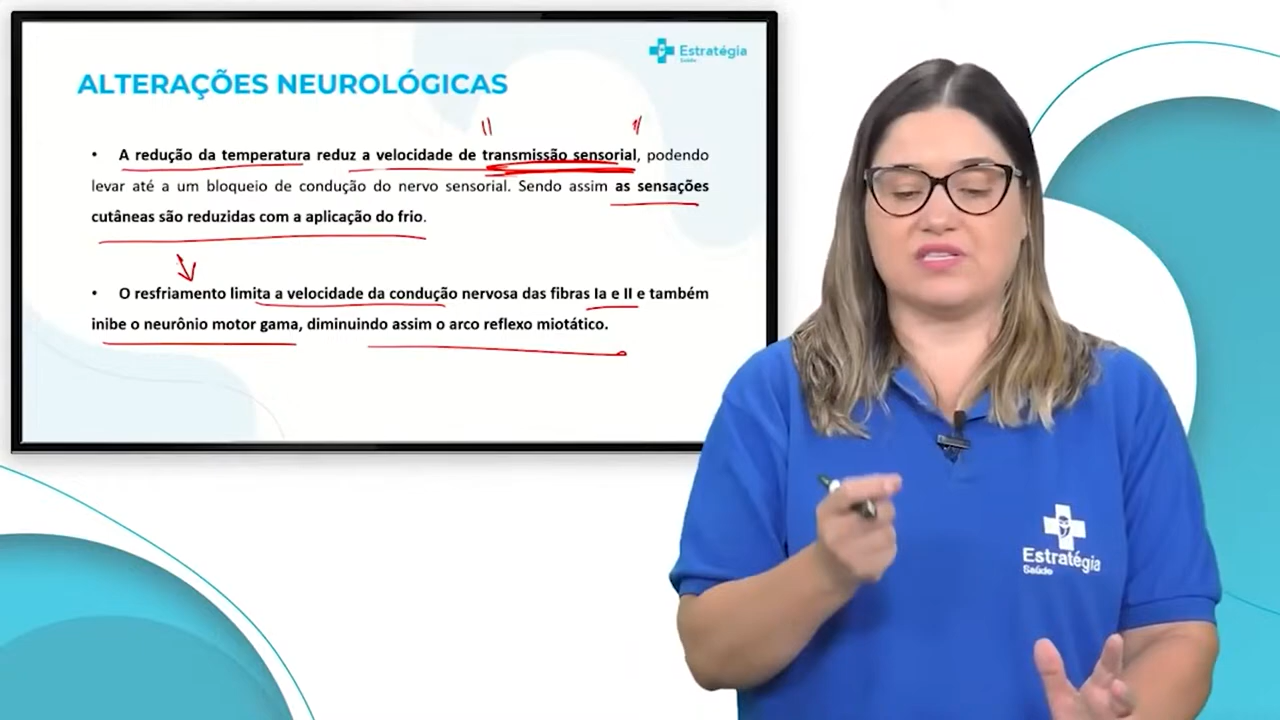 Estratégia
Saúde
ALTERAÇÕES NEUROLÓGICAS
• A redução da temperatura reduz a velocidade de transmissão sensorial, podendo
levar até a um bloqueio de condução do nervo sensorial. Sendo assim as sensações
cutâneas são reduzidas com a aplicação do frio.
• O resfriamento limita a velocidade da condução nervosa das fibras Ia e II e também
inibe o neurônio motor gama, diminuindo assim o arco reflexo miotático.
Estratégia
Saúde